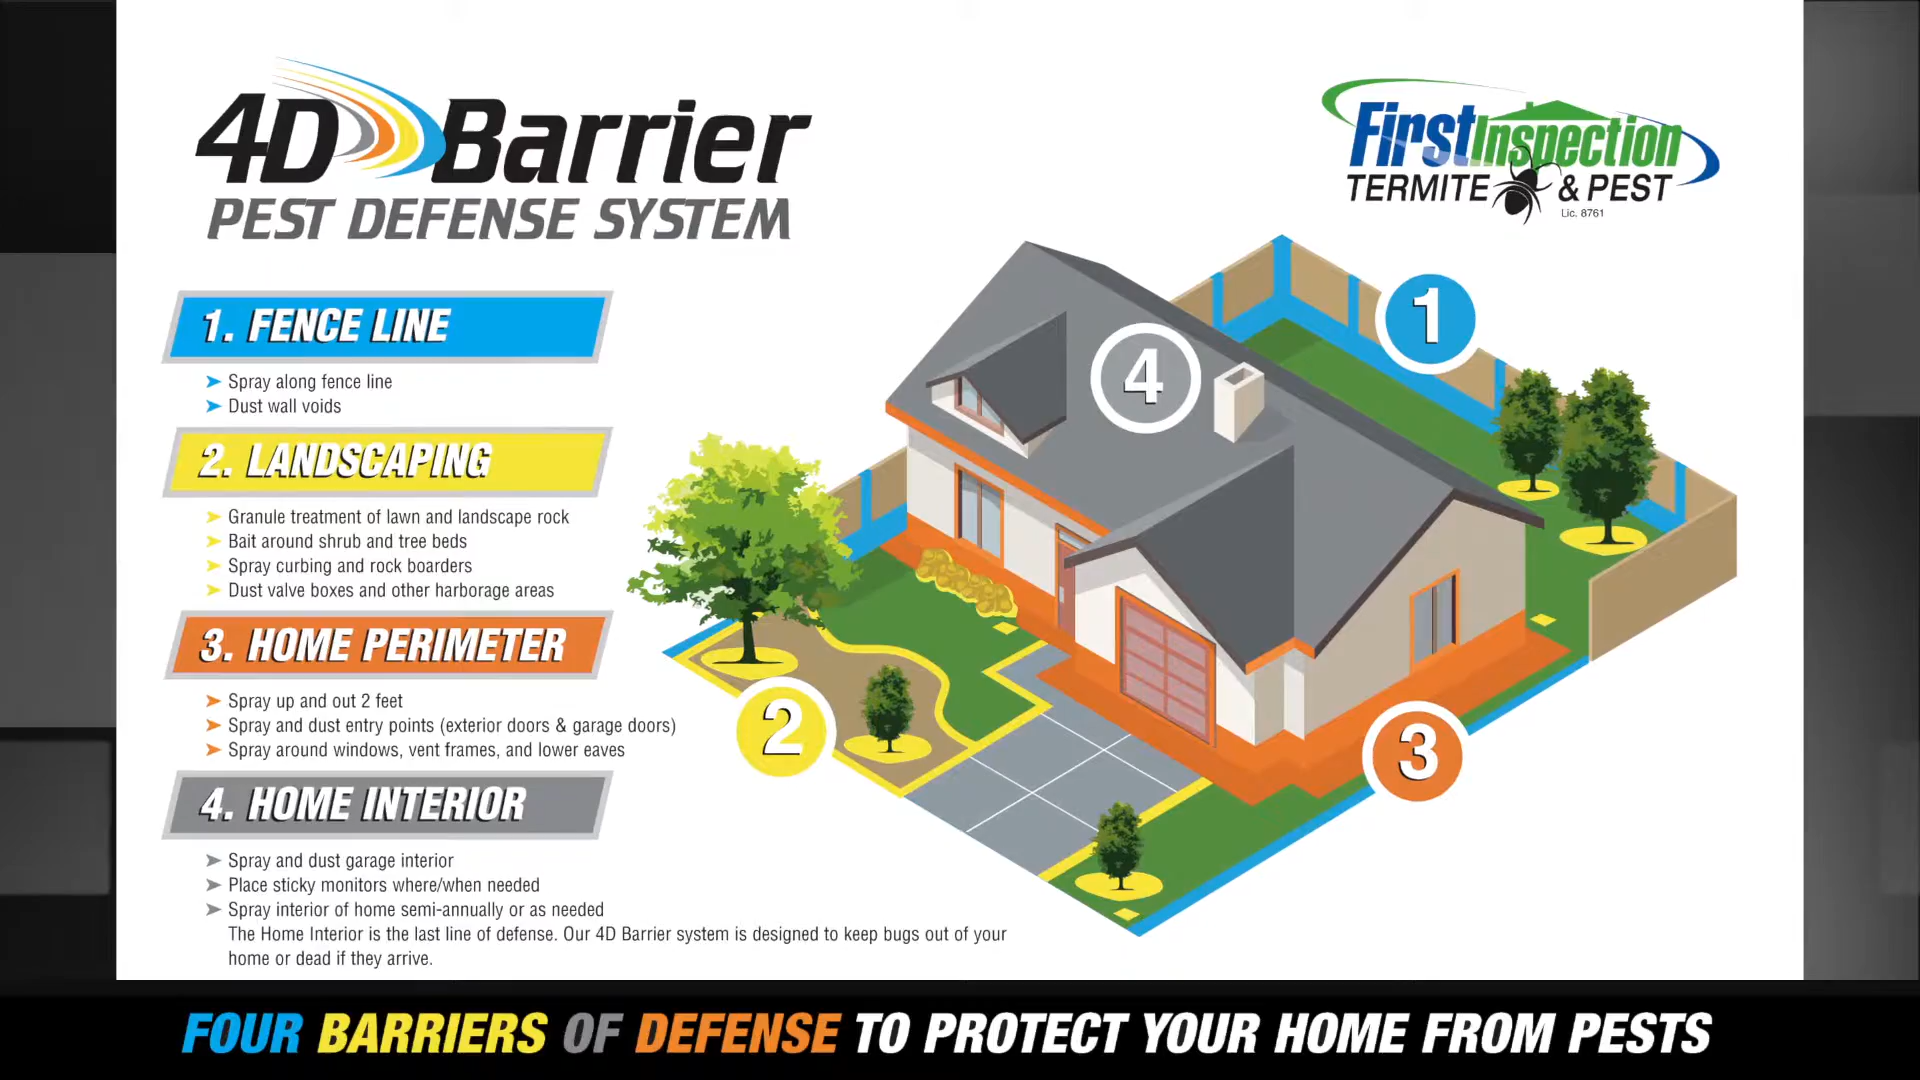 4D Barrier
PEST DEFENSE SYSTEM
First Inspection
TERMITE & PEST
Lic. 8761
1. FENCE LINE
Spray along fence line
Dust wall voids
2. LANDSCAPING
Granule treatment of lawn and landscape rock
Bait around shrub and tree beds
Spray curbing and rock boarders
Dust valve boxes and other harborage areas
3. HOME PERIMETER
Spray up and out 2 feet
Spray and dust entry points (exterior doors & garage doors)
Spray around windows, vent frames, and lower eaves
4. HOME INTERIOR
Spray and dust garage interior
Place sticky monitors where/when needed
Spray interior of home semi-annually or as needed
The Home Interior is the last line of defense. Our 4D Barrier system is designed to keep bugs out of your
home or dead if they arrive.
1
4
2
3
FOUR BARRIERS OF DEFENSE TO PROTECT YOUR HOME FROM PESTS